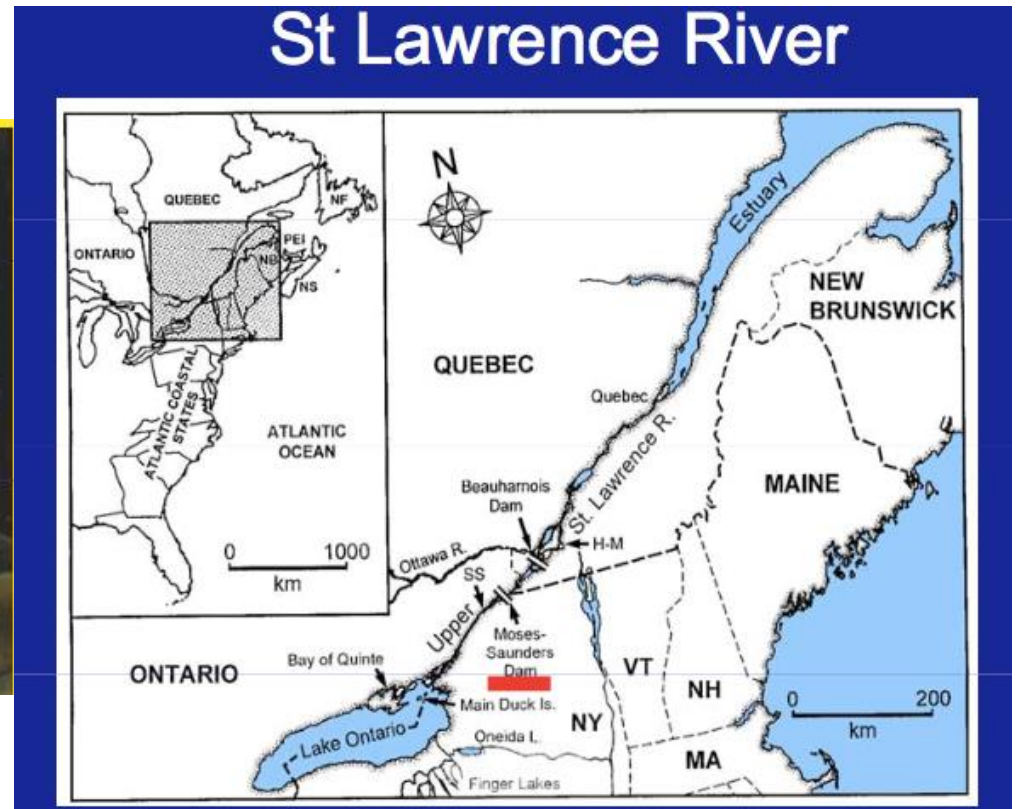 St Lawrence River
QUEBEC
NF
ONTARIO
PEI
NB
NS
ATLANTIC COASTAL
STATES
ATLANTIC
OCEAN
0 1000
km
N
Estuary
NEW
BRUNSWICK
QUEBEC
Quebec
St. Lawrence R.
MAINE
Beauharnois
Dam
H-M
Ottawa R.
SS
Upper
Moses-
Saunders
Dam
ONTARIO
Bay of Quinte
Main Duck Is.
Lake Ontario
Oneida L.
Finger Lakes
NY
VT
NH
MA
0 200
km